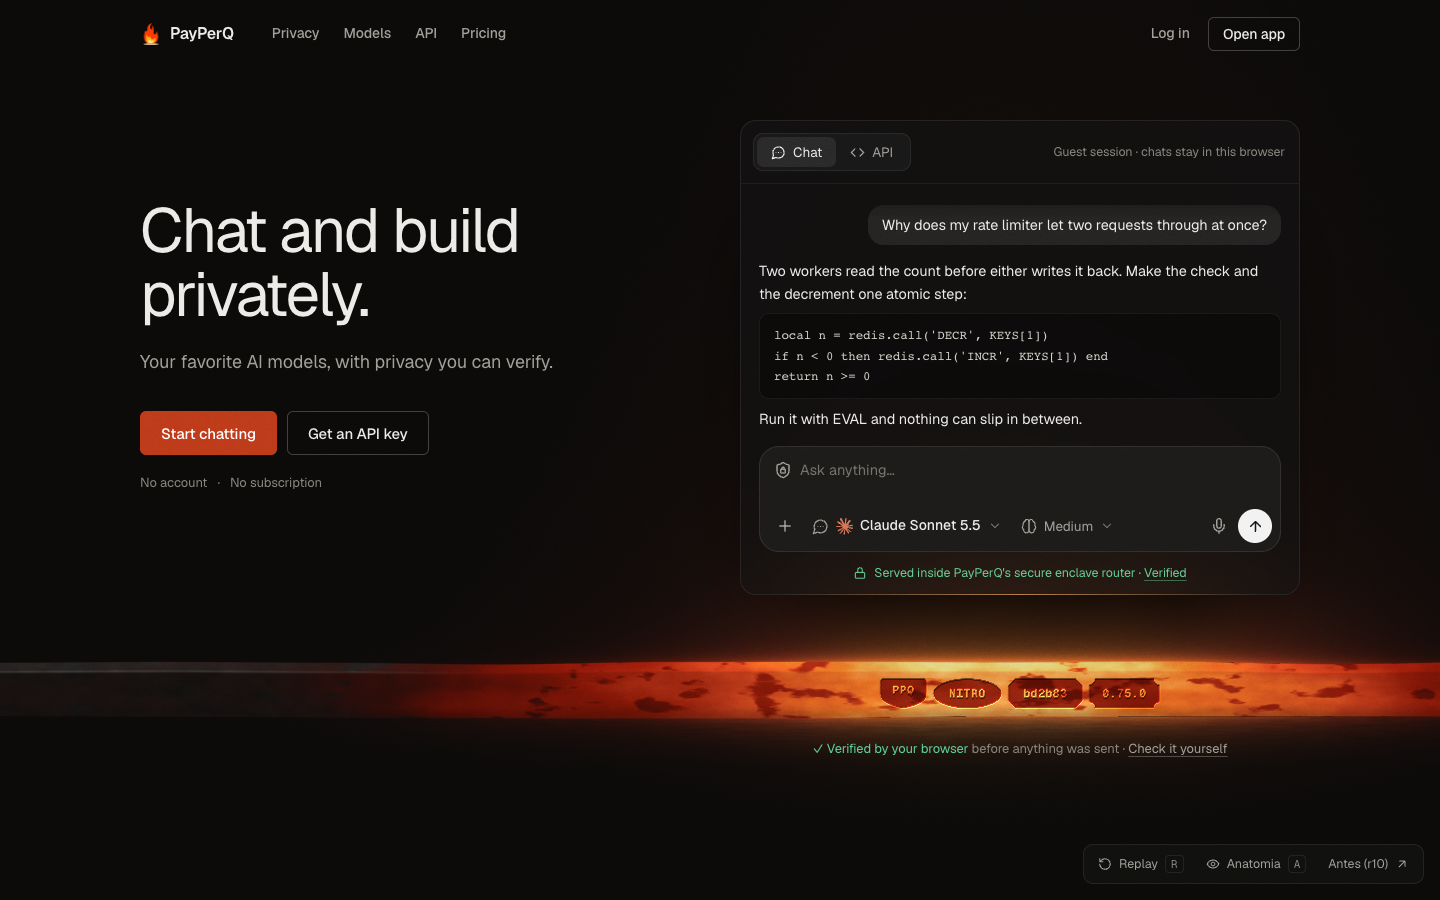 PayPerQ
Privacy
Models
API
Pricing
Log in
Open app
Chat and build
privately.
Your favorite AI models, with privacy you can verify.
Start chatting
Get an API key
No account · No subscription
Chat
API
Guest session · chats stay in this browser
Why does my rate limiter let two requests through at once?
Two workers read the count before either writes it back. Make the check and
the decrement one atomic step:
local n = redis.call('DECR', KEYS[1])
if n < 0 then redis.call('INCR', KEYS[1]) end
return n >= 0
Run it with EVAL and nothing can slip in between.
Ask anything...
Claude Sonnet 5.5
Medium
Served inside PayPerQ's secure enclave router · Verified
PPQ
NITRO
bd2b83
0.75.0
✓ Verified by your browser before anything was sent · Check it yourself
Replay R
Anatomia A
Antes (r10)